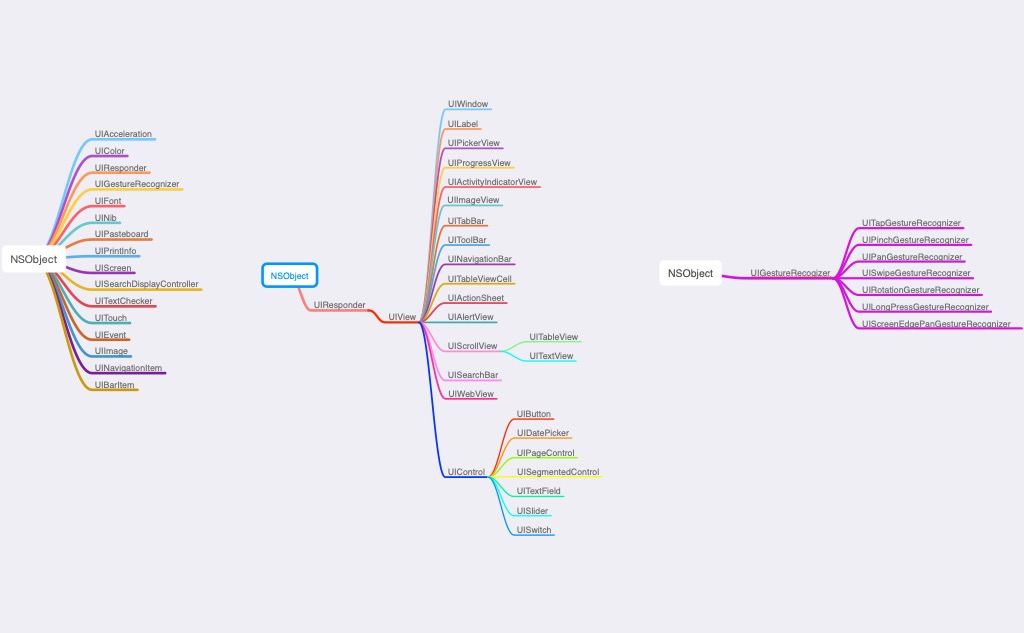 NSObject
UIAcceleration
UIColor
UIResponder
UIGestureRecognizer
UIFont
UINib
UIPasteboard
UIPrintInfo
UIScreen
UISearchDisplayController
UITextChecker
UITouch
UIEvent
UIImage
UINavigationItem
UIBarItem
NSObject
UIResponder
UIView
UIWindow
UILabel
UIPickerView
UIProgressView
UIActivityIndicatorView
UIImageView
UITabBar
UIToolBar
UINavigationBar
UITableViewCell
UIActionSheet
UIAlertView
UIScrollView
UITableView
UITextView
UISearchBar
UIWebView
UIControl
UIButton
UIDatePicker
UIPageControl
UISegmentedControl
UITextField
UISlider
UISwitch
NSObject
UIGestureRecogizer
UITapGestureRecognizer
UIPinchGestureRecognizer
UIPanGestureRecognizer
UISwipeGestureRecognizer
UIRotationGestureRecognizer
UILongPressGestureRecognizer
UIScreenEdgePanGestureRecognizer